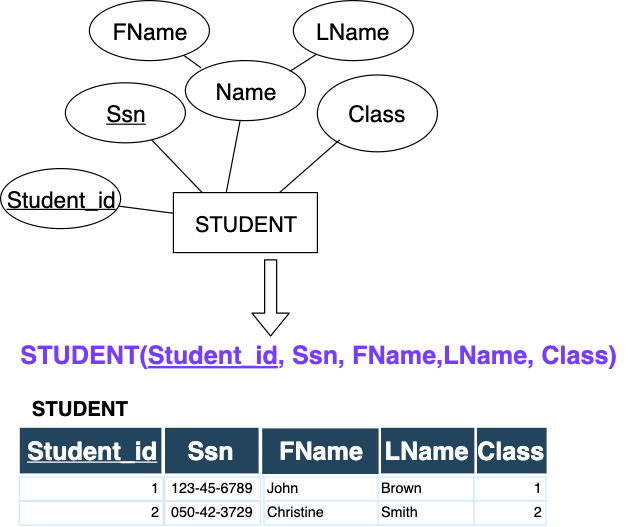 FName
LName
Name
Ssn
Class
Student_id
STUDENT
STUDENT(Student_id, Ssn, FName,LName, Class)
STUDENT
Student_id Ssn FName LName Class
1 123-45-6789 John Brown 1
2 050-42-3729 Christine Smith 2